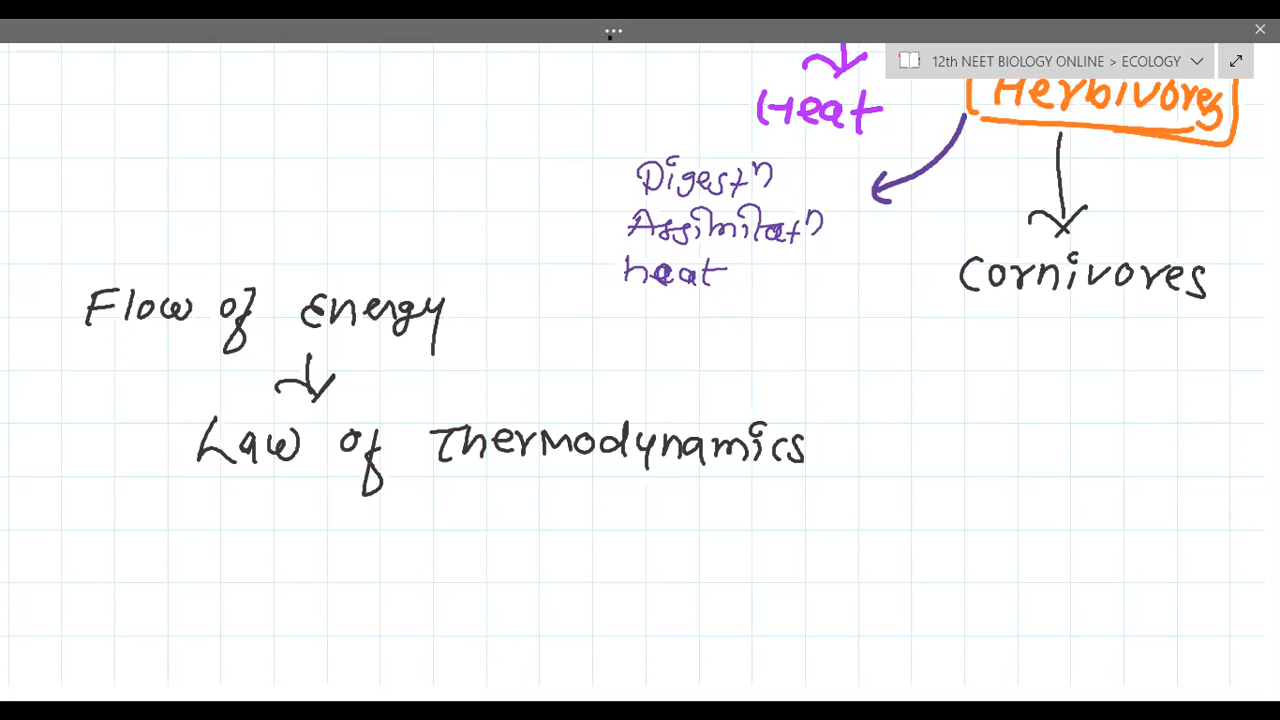 12th NEET BIOLOGY ONLINE > ECOLOGY
Herbivores
Heat
Digestn
Assimilatn
heat
Cornivores
Flow of Energy
Law of Thermodynamics